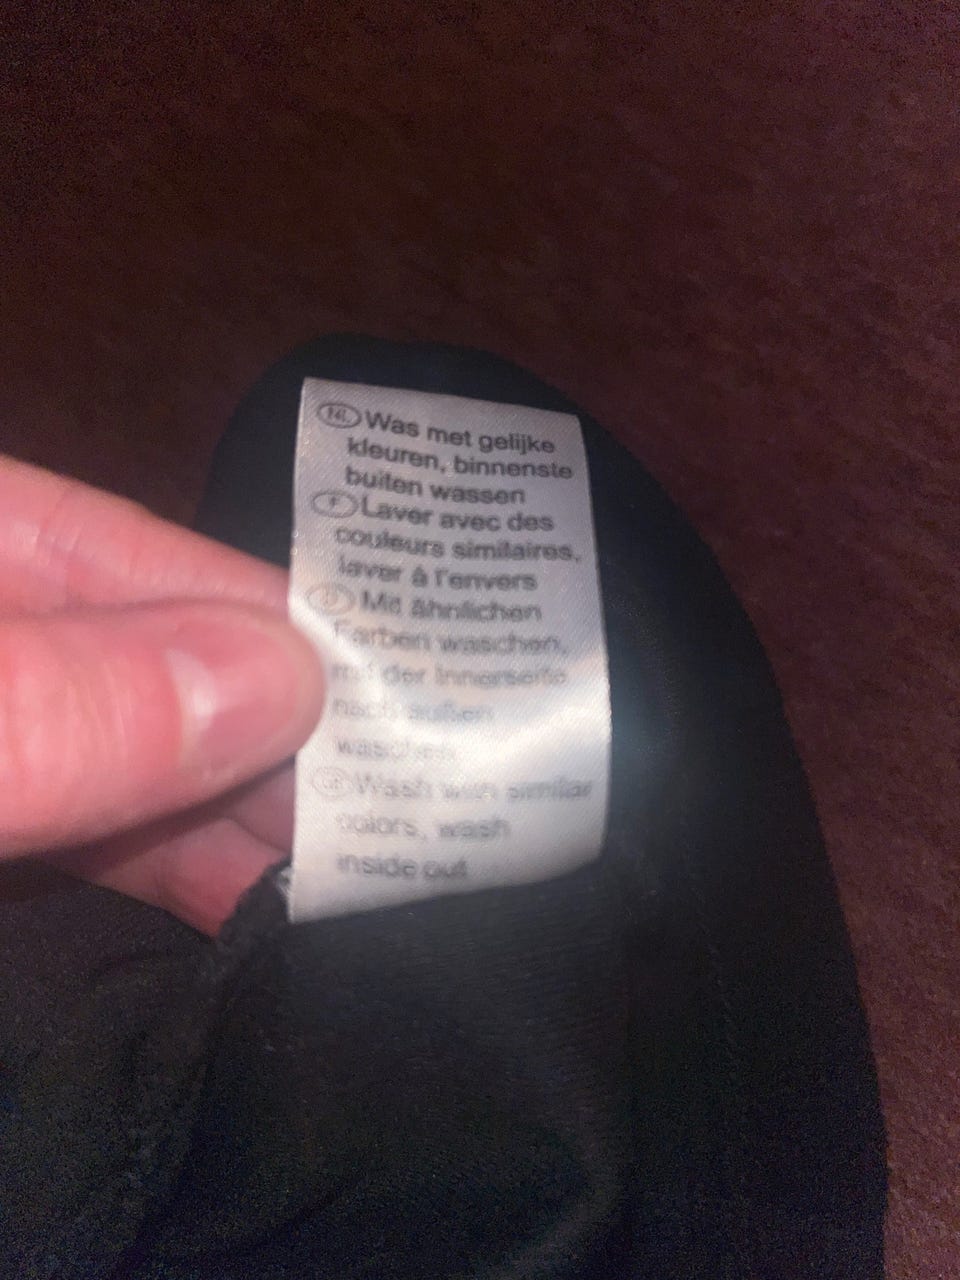 NL Was met gelijke
kleuren, binnenste
buiten wassen
F Laver avec des
couleurs similaires,
laver à l'envers
D Mit ähnlichen
Farben waschen,
mit der Innenseite
nach außen
waschen
GB Wash with similar
colors, wash
inside out